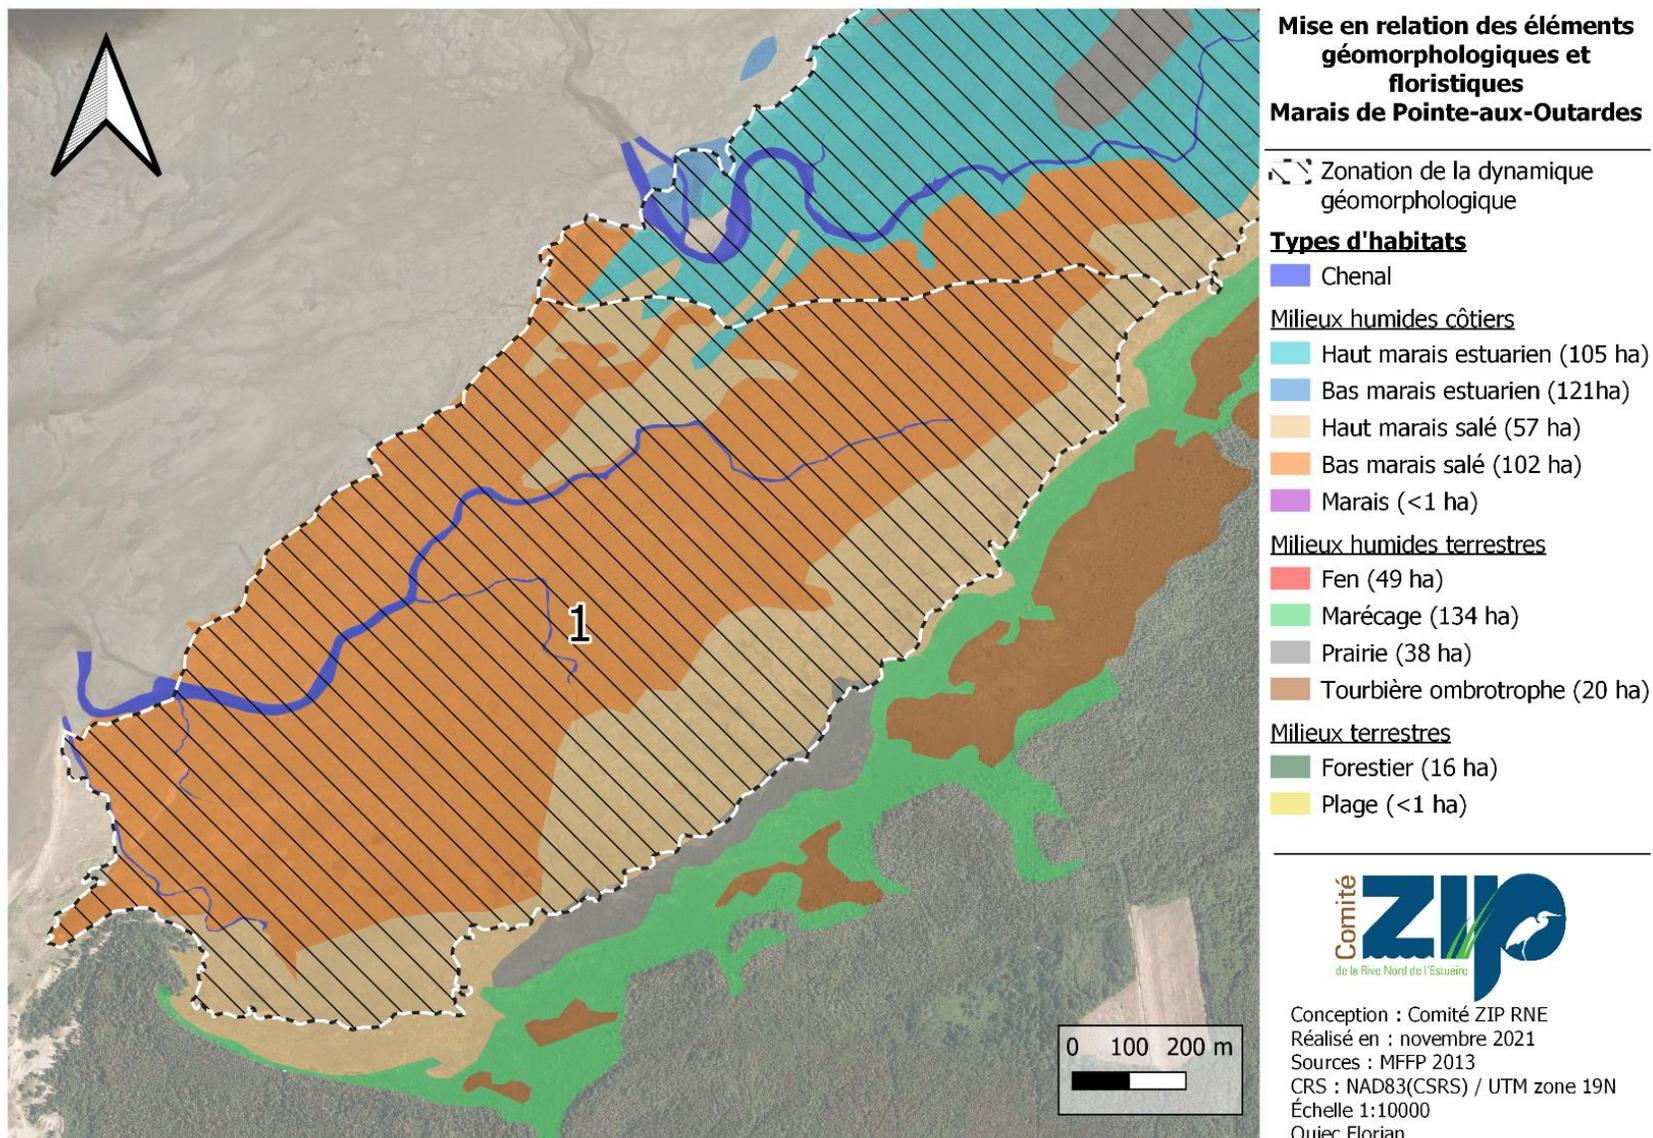 Mise en relation des éléments
géomorphologiques et
floristiques
Marais de Pointe-aux-Outardes
Zonation de la dynamique
géomorphologique
Types d'habitats
Chenal
Milieux humides côtiers
Haut marais estuarien (105 ha)
Bas marais estuarien (121ha)
Haut marais salé (57 ha)
Bas marais salé (102 ha)
Marais (<1 ha)
Milieux humides terrestres
Fen (49 ha)
Marécage (134 ha)
Prairie (38 ha)
Tourbière ombrotrophe (20 ha)
Milieux terrestres
Forestier (16 ha)
Plage (<1 ha)
1
0 100 200 m
Comité
ZIP
de la Rive Nord de l'Estuaire
Conception : Comité ZIP RNE
Réalisé en : novembre 2021
Sources : MFFP 2013
CRS : NAD83(CSRS) / UTM zone 19N
Échelle 1:10000
Quiec Florian